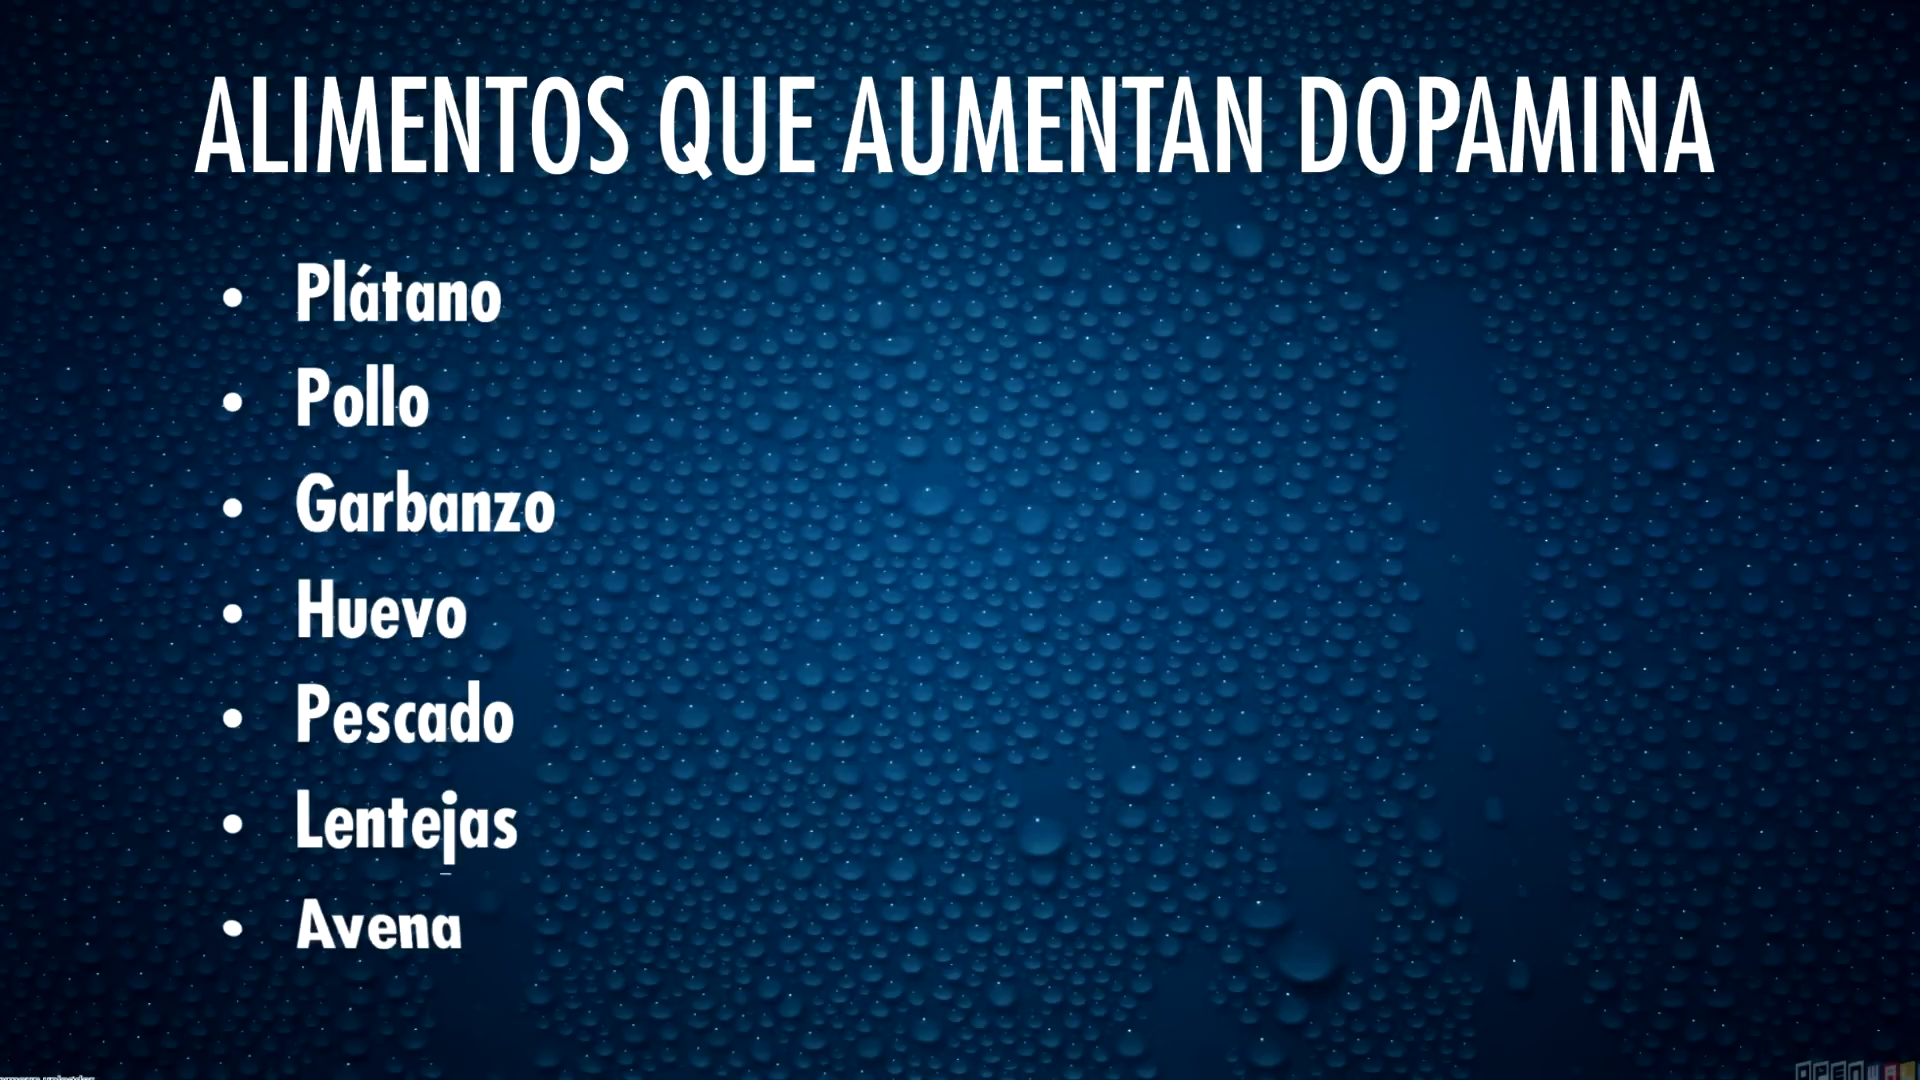 ALIMENTOS QUE AUMENTAN DOPAMINA
• Plátano
• Pollo
• Garbanzo
• Huevo
• Pescado
• Lentejas
• Avena